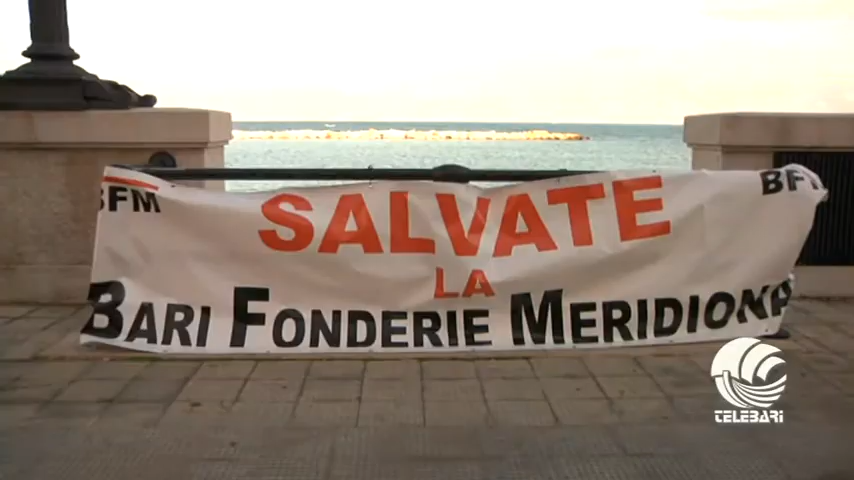 BFM
BFM
SALVATE
LA
BARI FONDERIE MERIDIONA
TELEBARI